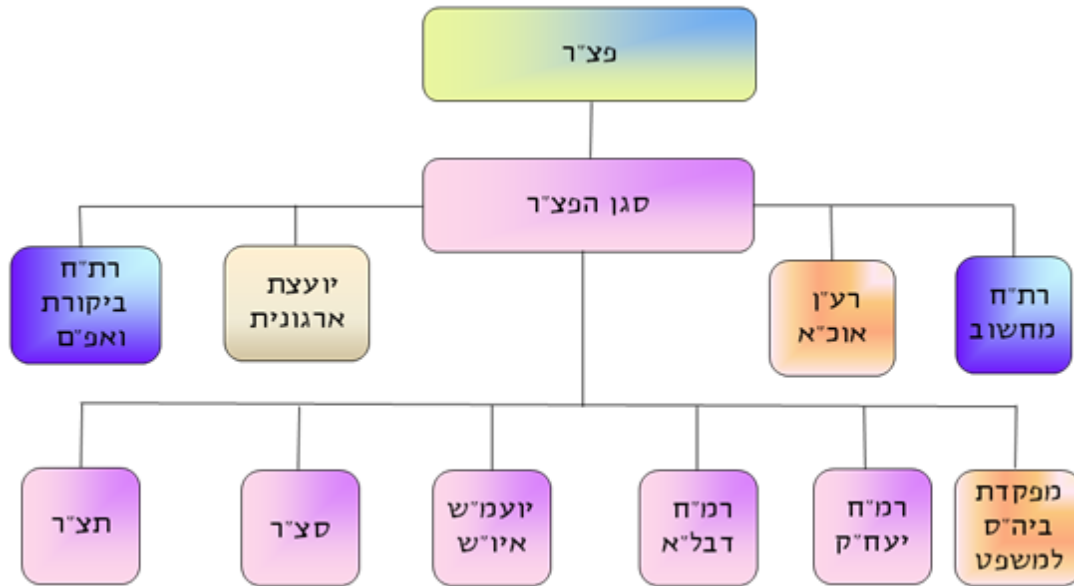 פצ״ר
סגן הפצ״ר
רת״ח
מחשוב
רע״ן
אוכ״א
יועצת
ארגונית
רת״ח
ביקורת
ואפ״ם
מפקדת
ביה״ס
למשפט
רמ״ח
יעח״ק
רמ״ח
דבל״א
יועמ״ש
איו״ש
סצ״ר
תצ״ר